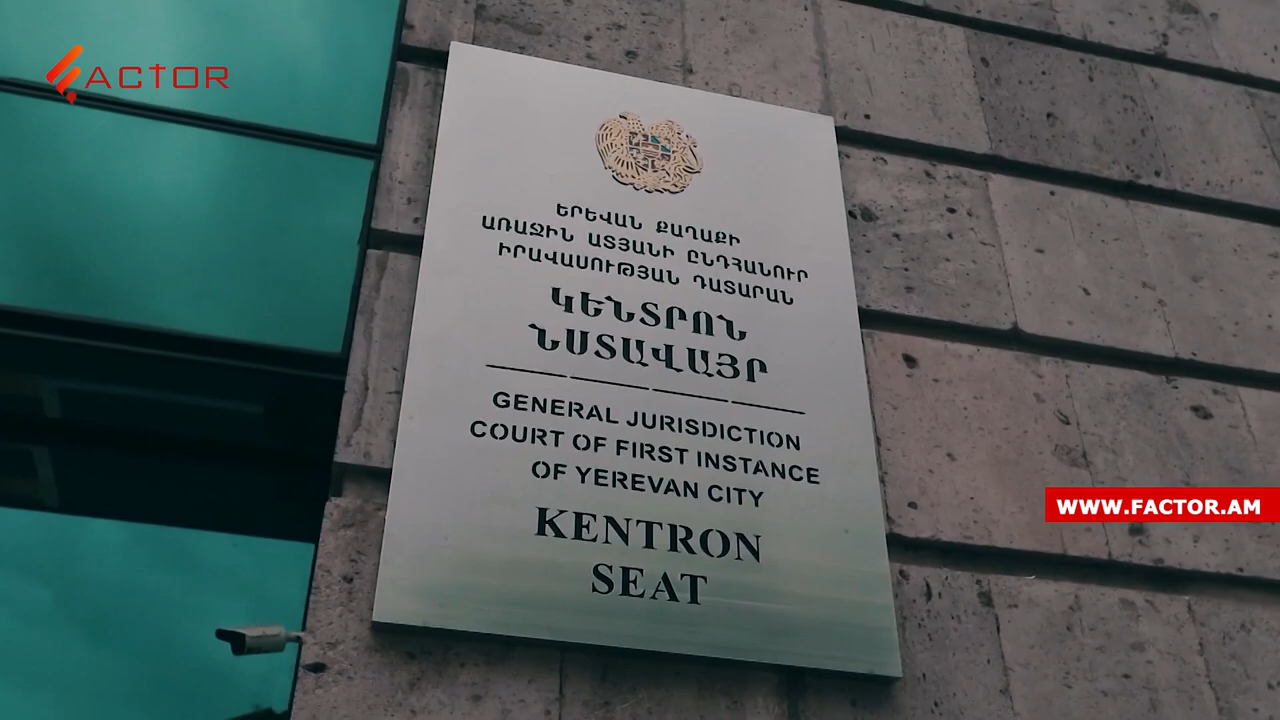 FACTOR
ԵՐԵՎԱՆ ՔԱՂԱՔԻ
ԱՌԱՋԻՆ ԱՏՅԱՆԻ ԸՆԴՀԱՆՈՒՐ
ԻՐԱՎԱՍՈՒԹՅԱՆ ԴԱՏԱՐԱՆ
ԿԵՆՏՐՈՆ
ՆՍՏԱՎԱՅՐ
GENERAL JURISDICTION
COURT OF FIRST INSTANCE
OF YEREVAN CITY
KENTRON
SEAT
WWW.FACTOR.AM